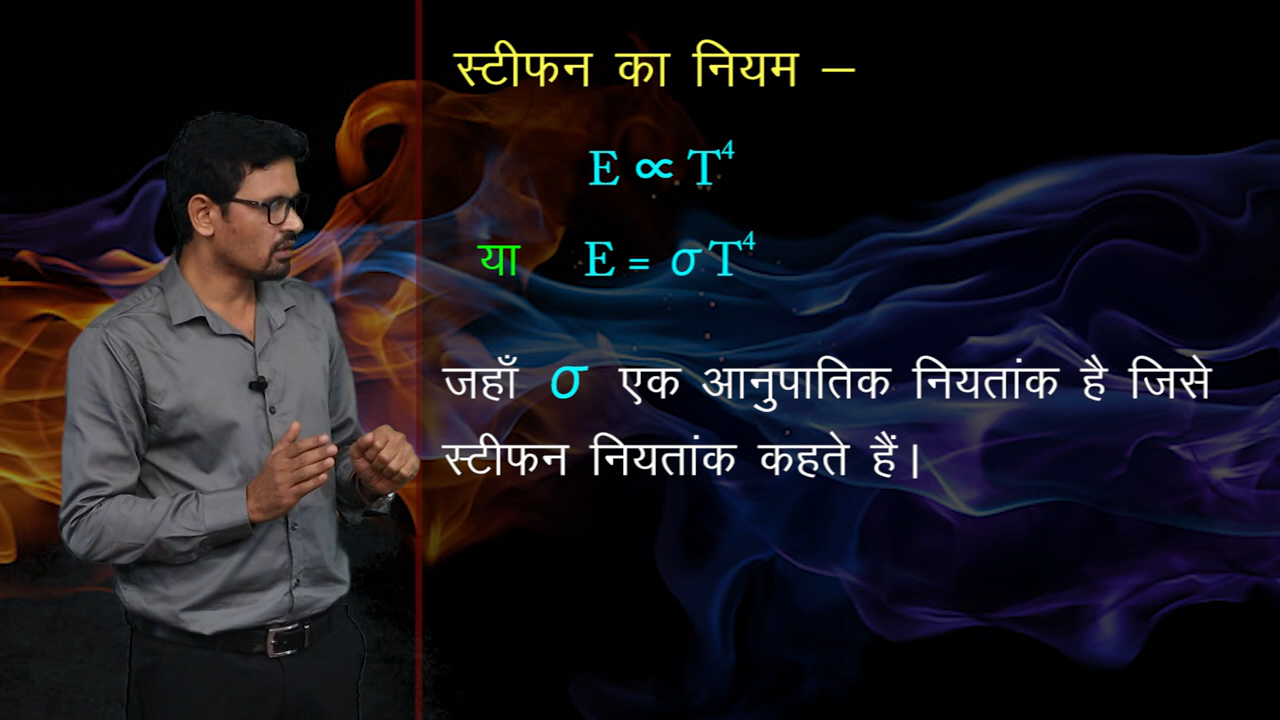 स्टीफन का नियम –
E ∝ T⁴
या E = σT⁴
जहाँ σ एक आनुपातिक नियतांक है जिसे
स्टीफन नियतांक कहते हैं।